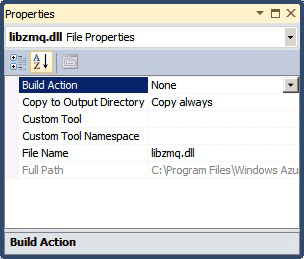 Properties
libzmq.dll File Properties
Build Action None
Copy to Output Directory Copy always
Custom Tool
Custom Tool Namespace
File Name libzmq.dll
Full Path C:\Program Files\Windows Azu
Build Action